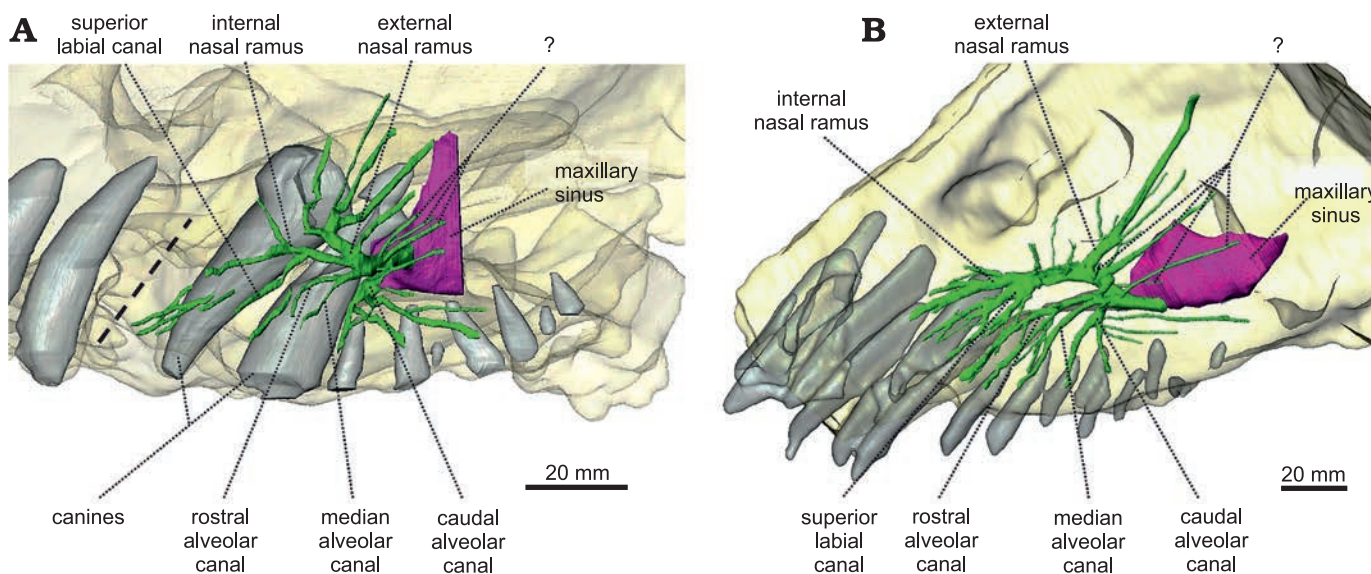 A
superior
labial canal
internal
nasal ramus
external
nasal ramus
?
maxillary
sinus
20 mm
canines
rostral
alveolar
canal
median
alveolar
canal
caudal
alveolar
canal
B
external
nasal ramus
?
internal
nasal ramus
maxillary
sinus
20 mm
superior
labial
canal
rostral
alveolar
canal
median
alveolar
canal
caudal
alveolar
canal